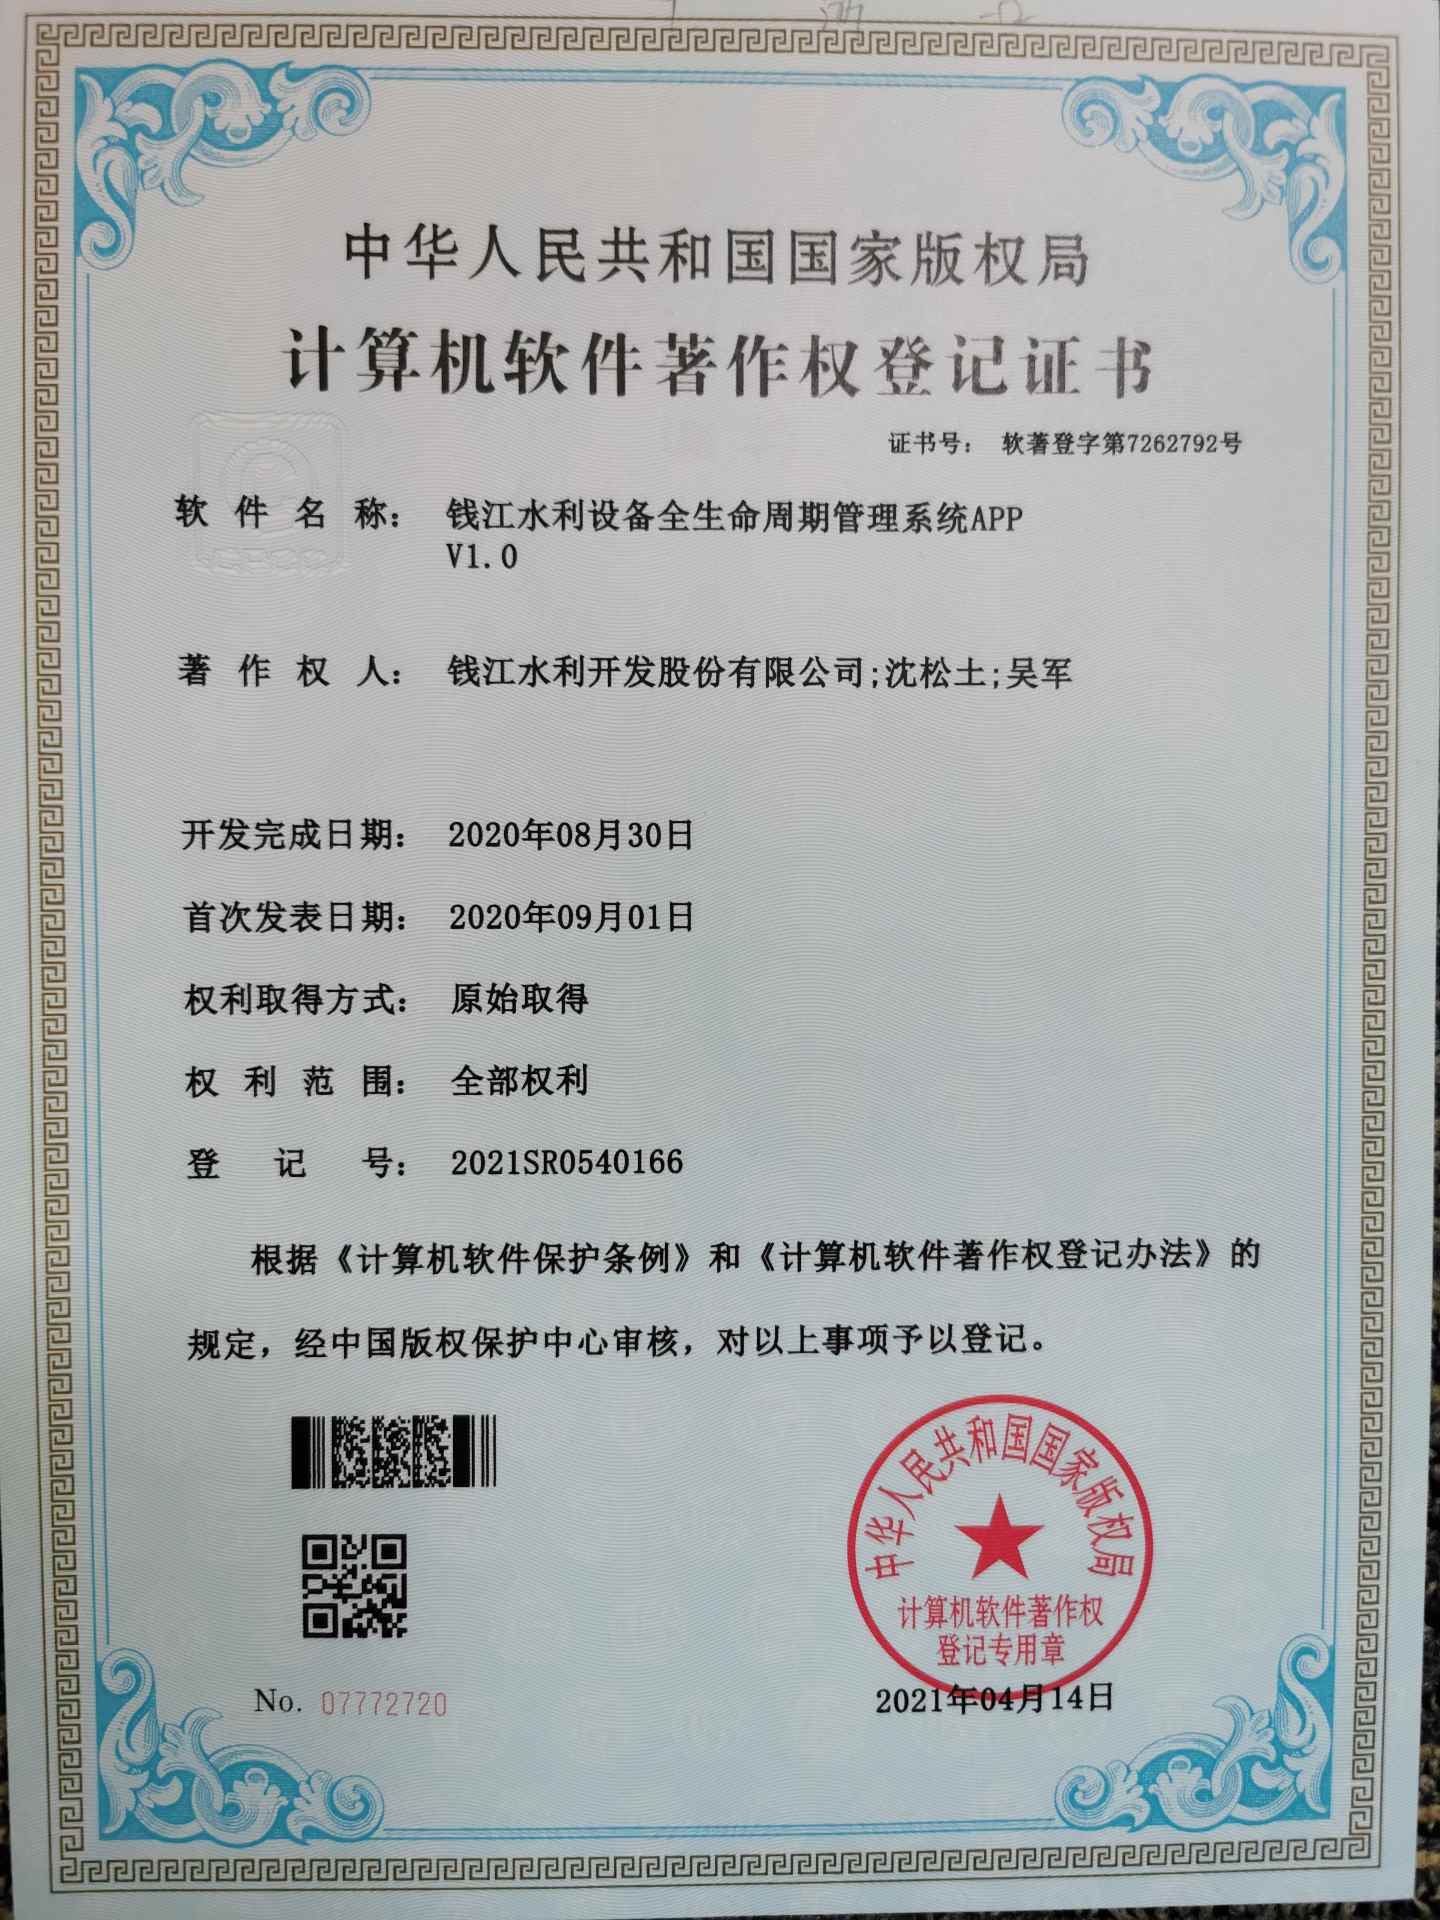 中华人民共和国国家版权局
计算机软件著作权登记证书
证书号： 软著登字第7262792号
软件名称： 钱江水利设备全生命周期管理系统APP
V1.0
著作权人： 钱江水利开发股份有限公司;沈松土;吴军
开发完成日期： 2020年08月30日
首次发表日期： 2020年09月01日
权利取得方式： 原始取得
权利范围： 全部权利
登记号： 2021SR0540166
根据《计算机软件保护条例》和《计算机软件著作权登记办法》的
规定，经中国版权保护中心审核，对以上事项予以登记。
中华人民共和国国家版权局
计算机软件著作权
登记专用章
No. 07772720
2021年04月14日